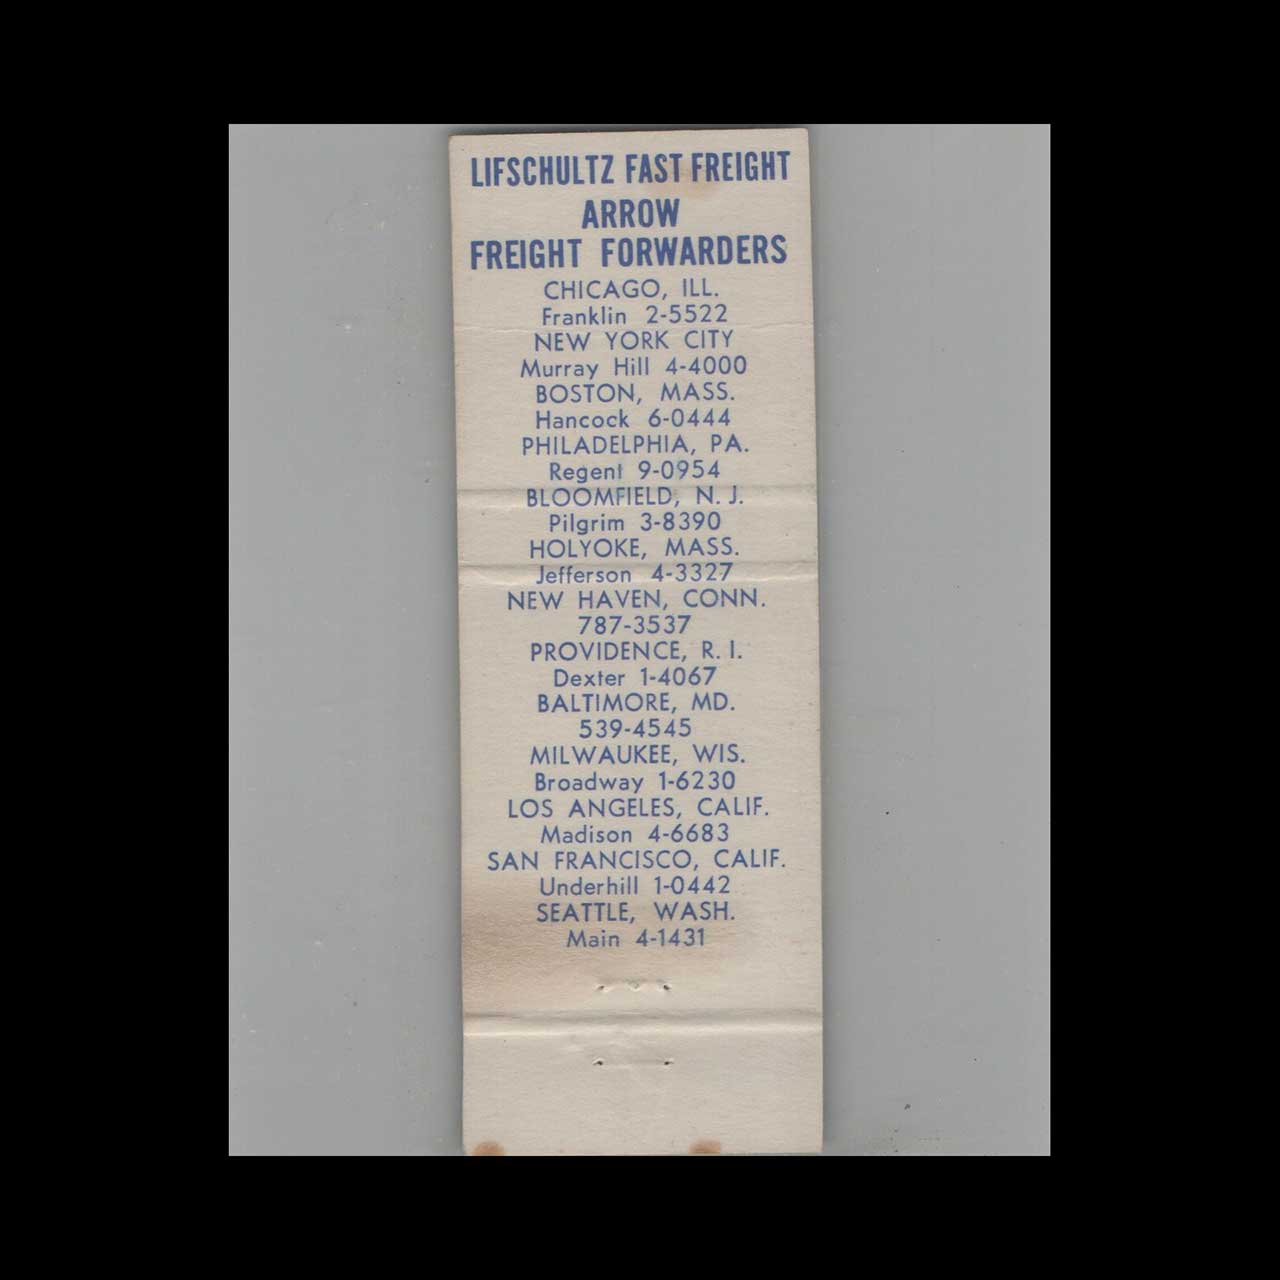 LIFSCHULTZ FAST FREIGHT
ARROW
FREIGHT FORWARDERS
CHICAGO, ILL.
Franklin 2-5522
NEW YORK CITY
Murray Hill 4-4000
BOSTON, MASS.
Hancock 6-0444
PHILADELPHIA, PA.
Regent 9-0954
BLOOMFIELD, N. J.
Pilgrim 3-8390
HOLYOKE, MASS.
Jefferson 4-3327
NEW HAVEN, CONN.
787-3537
PROVIDENCE, R. I.
Dexter 1-4067
BALTIMORE, MD.
539-4545
MILWAUKEE, WIS.
Broadway 1-6230
LOS ANGELES, CALIF.
Madison 4-6683
SAN FRANCISCO, CALIF.
Underhill 1-0442
SEATTLE, WASH.
Main 4-1431